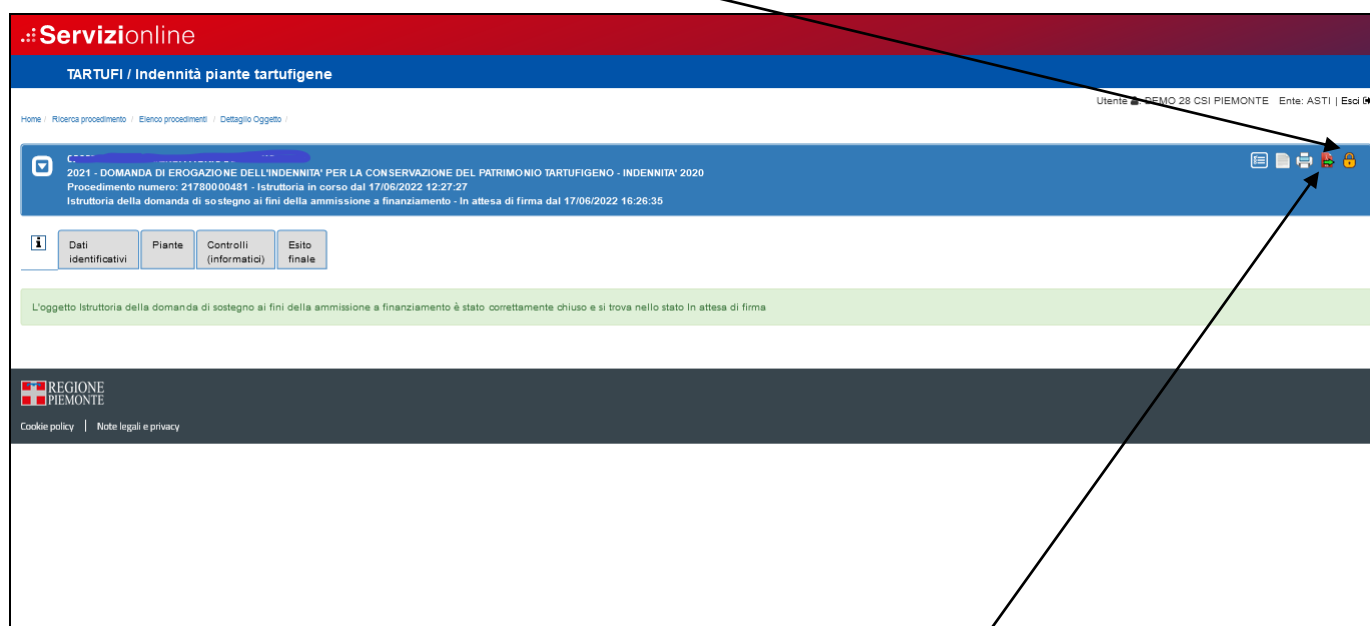 .::Servizionline
TARTUFI / Indennità piante tartufigene
Utente : DEMO 28 CSI PIEMONTE Ente: ASTI | Esci
Home / Ricerca procedimento / Elenco procedimenti / Dettaglio Oggetto /
2021 - DOMANDA DI EROGAZIONE DELL'INDENNITA' PER LA CONSERVAZIONE DEL PATRIMONIO TARTUFIGENO - INDENNITA' 2020
Procedimento numero: 21780000481 - Istruttoria in corso dal 17/06/2022 12:27:27
Istruttoria della domanda di sostegno ai fini della ammissione a finanziamento - In attesa di firma dal 17/06/2022 16:26:35
i
Dati identificativi
Piante
Controlli (informatici)
Esito finale
L'oggetto Istruttoria della domanda di sostegno ai fini della ammissione a finanziamento è stato correttamente chiuso e si trova nello stato In attesa di firma
REGIONE
PIEMONTE
Cookie policy | Note legali e privacy